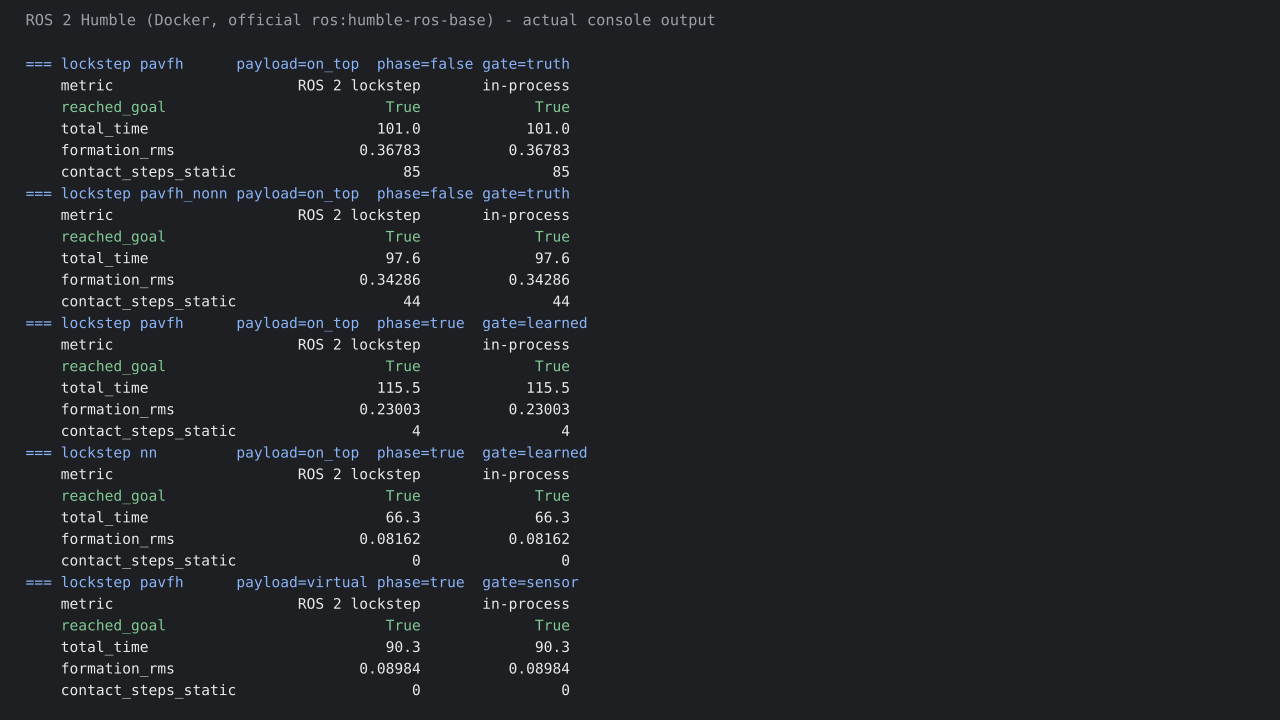 ROS 2 Humble (Docker, official ros:humble-ros-base) - actual console output
=== lockstep pavfh      payload=on_top  phase=false gate=truth
    metric                     ROS 2 lockstep       in-process
    reached_goal                         True             True
    total_time                          101.0            101.0
    formation_rms                     0.36783          0.36783
    contact_steps_static                   85               85
=== lockstep pavfh_nonn payload=on_top  phase=false gate=truth
    metric                     ROS 2 lockstep       in-process
    reached_goal                         True             True
    total_time                           97.6             97.6
    formation_rms                     0.34286          0.34286
    contact_steps_static                   44               44
=== lockstep pavfh      payload=on_top  phase=true  gate=learned
    metric                     ROS 2 lockstep       in-process
    reached_goal                         True             True
    total_time                          115.5            115.5
    formation_rms                     0.23003          0.23003
    contact_steps_static                    4                4
=== lockstep nn         payload=on_top  phase=true  gate=learned
    metric                     ROS 2 lockstep       in-process
    reached_goal                         True             True
    total_time                           66.3             66.3
    formation_rms                     0.08162          0.08162
    contact_steps_static                    0                0
=== lockstep pavfh      payload=virtual phase=true  gate=sensor
    metric                     ROS 2 lockstep       in-process
    reached_goal                         True             True
    total_time                           90.3             90.3
    formation_rms                     0.08984          0.08984
    contact_steps_static                    0                0